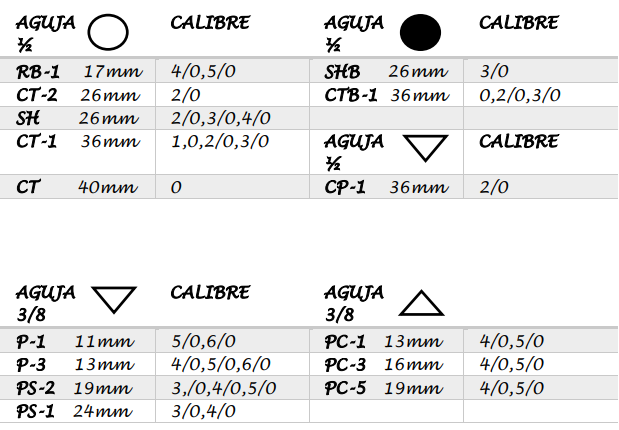 AGUJA CALIBRE AGUJA CALIBRE
½ ½
RB-1 17mm 4/0,5/0 SHB 26mm 3/0
CT-2 26mm 2/0 CTB-1 36mm 0,2/0,3/0
SH 26mm 2/0,3/0,4/0
CT-1 36mm 1,0,2/0,3/0 AGUJA CALIBRE
½
CT 40mm 0 CP-1 36mm 2/0
AGUJA CALIBRE AGUJA CALIBRE
3/8 3/8
P-1 11mm 5/0,6/0 PC-1 13mm 4/0,5/0
P-3 13mm 4/0,5/0,6/0 PC-3 16mm 4/0,5/0
PS-2 19mm 3,/0,4/0,5/0 PC-5 19mm 4/0,5/0
PS-1 24mm 3/0,4/0